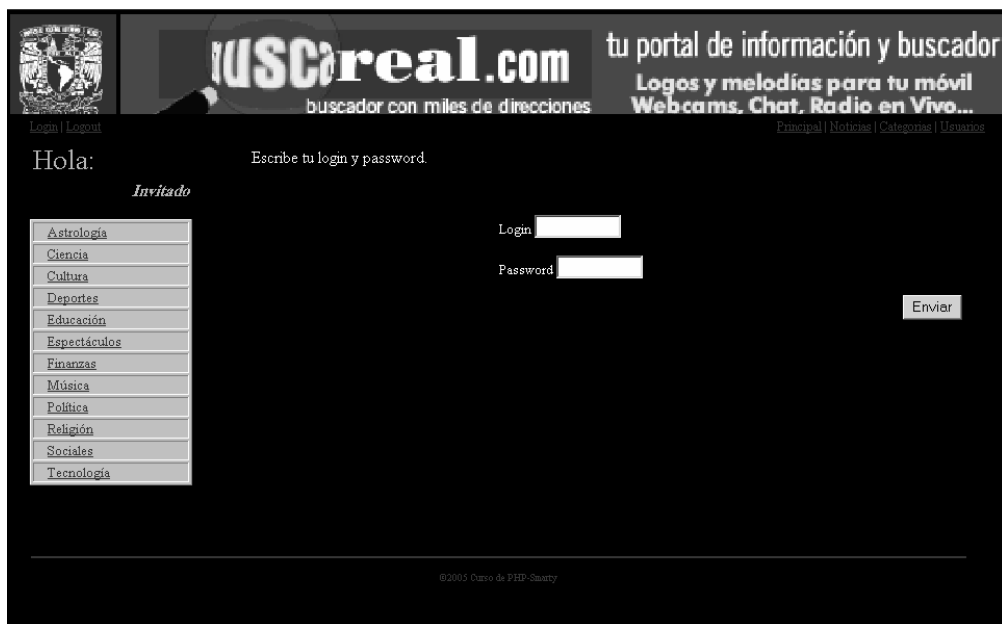 buscareal.com
buscador con miles de direcciones
tu portal de información y buscador
Logos y melodías para tu móvil
Webcams, Chat, Radio en Vivo...
Login | Logout
Principal | Noticias | Categorias | Usuarios
Hola:
Invitado
Escribe tu login y password.
Login
Password
Enviar
Astrología
Ciencia
Cultura
Deportes
Educación
Espectáculos
Finanzas
Música
Política
Religión
Sociales
Tecnología
©2005 Curso de PHP-Smarty